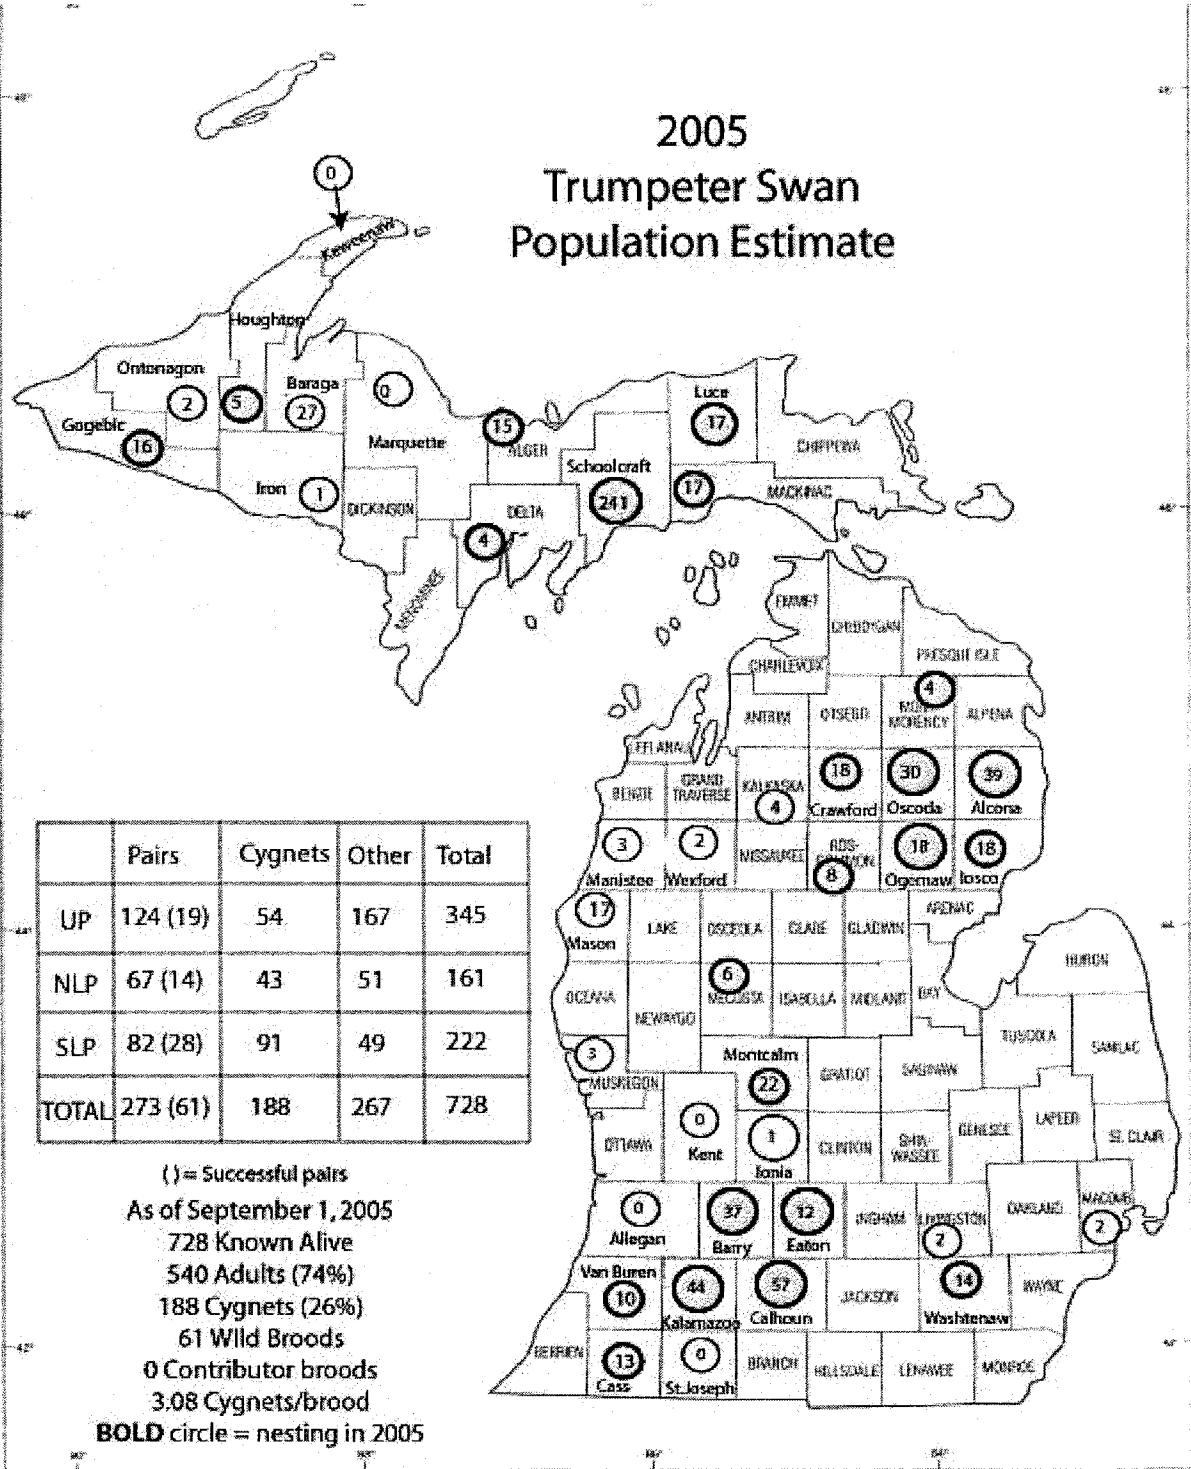 2005
Trumpeter Swan
Population Estimate
0
Keweenaw
Houghton
Ontonagon
2
5
Baraga
27
0
Marquette
Gogebic
16
Iron
1
DICKINSON
MENOMINEE
15
ALGER
Schoolcraft
241
DELTA
4
Luce
17
17
CHIPPEWA
MACKINAC
EMMET
CHEBOYGAN
PRESQUE ISLE
CHARLEVOIX
4
ANTRIM
OTSEGO
MONT-
MORENCY
ALPENA
LEELANAU
BENZIE
GRAND
TRAVERSE
KALKASKA
4
18
Crawford
30
Oscoda
39
Alcona
3
Manistee
2
Wexford
MISSAUKEE
ROS-
COMMON
8
18
Ogemaw
18
Iosco
17
Mason
LAKE
OSCEOLA
CLARE
GLADWIN
ARENAC
HURON
OCEANA
NEWAYGO
6
MECOSTA
ISABELLA
MIDLAND
BAY
TUSCOLA
SANILAC
3
MUSKEGON
Montcalm
22
GRATIOT
SAGINAW
OTTAWA
0
Kent
1
Ionia
CLINTON
SHIA-
WASSEE
GENESEE
LAPEER
ST. CLAIR
0
Allegan
37
Barry
12
Eaton
INGHAM
LIVINGSTON
2
OAKLAND
MACOMB
2
Van Buren
10
44
Kalamazoo
57
Calhoun
JACKSON
14
Washtenaw
WAYNE
BERRIEN
13
Cass
0
St.Joseph
BRANCH
HILLSDALE
LENAWEE
MONROE
Pairs Cygnets Other Total
UP 124 (19) 54 167 345
NLP 67 (14) 43 51 161
SLP 82 (28) 91 49 222
TOTAL 273 (61) 188 267 728
( ) = Successful pairs
As of September 1, 2005
728 Known Alive
540 Adults (74%)
188 Cygnets (26%)
61 Wild Broods
0 Contributor broods
3.08 Cygnets/brood
BOLD circle = nesting in 2005